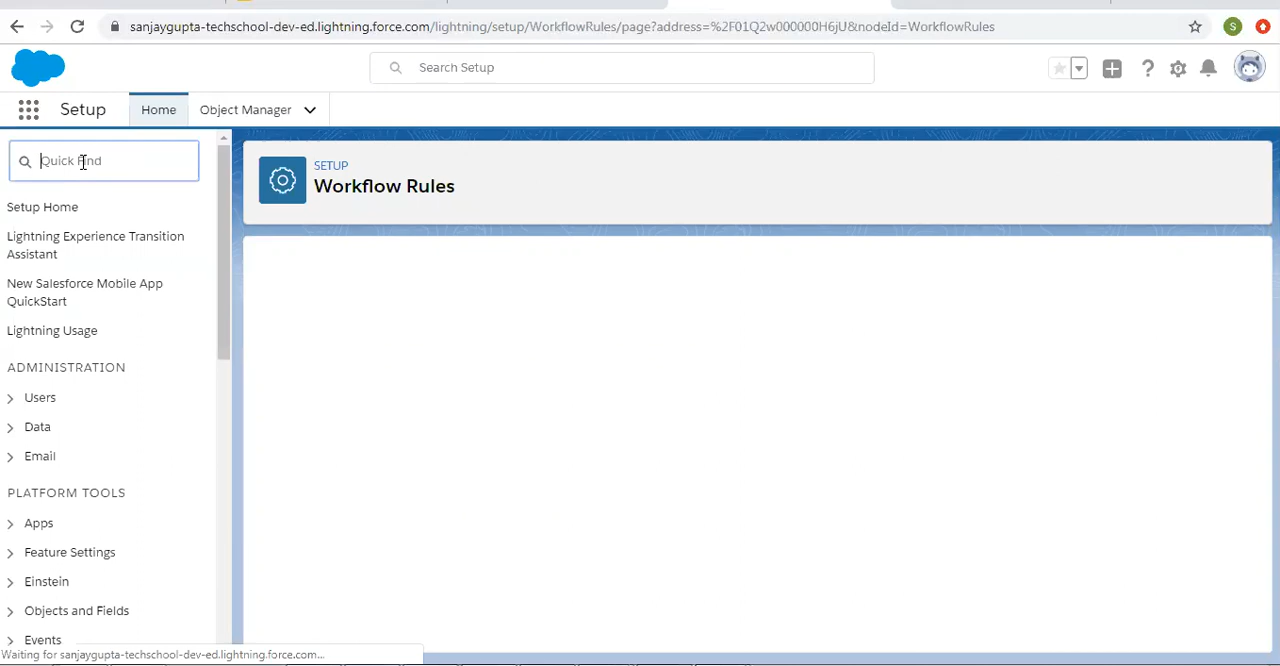 sanjaygupta-techschool-dev-ed.lightning.force.com/lightning/setup/WorkflowRules/page?address=%2F01Q2w000000H6jU&nodeId=WorkflowRules
S
Search Setup
Setup
Home
Object Manager
Quick Find
SETUP
Workflow Rules
Setup Home
Lightning Experience Transition
Assistant
New Salesforce Mobile App
QuickStart
Lightning Usage
ADMINISTRATION
Users
Data
Email
PLATFORM TOOLS
Apps
Feature Settings
Einstein
Objects and Fields
Events
Waiting for sanjaygupta-techschool-dev-ed.lightning.force.com...